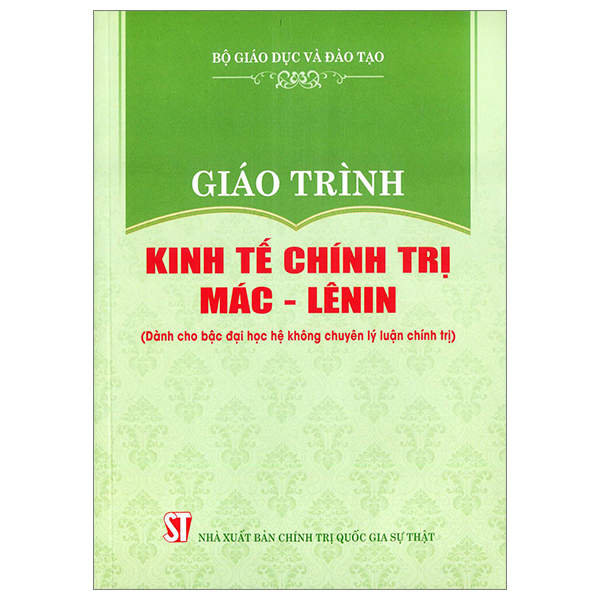 BỘ GIÁO DỤC VÀ ĐÀO TẠO
GIÁO TRÌNH
KINH TẾ CHÍNH TRỊ
MÁC - LÊNIN
(Dành cho bậc đại học hệ không chuyên lý luận chính trị)
ST
NHÀ XUẤT BẢN CHÍNH TRỊ QUỐC GIA SỰ THẬT